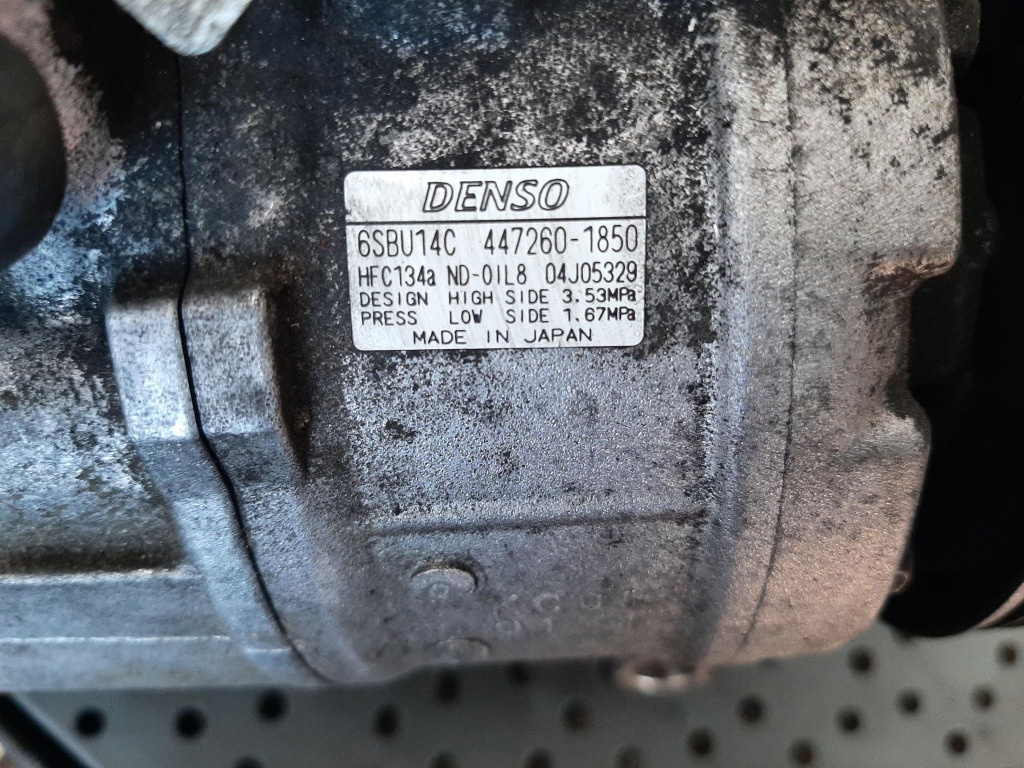 DENSO
6SBU14C 447260-1850
HFC134a ND-OIL8 04J05329
DESIGN HIGH SIDE 3.53MPa
PRESS LOW SIDE 1.67MPa
MADE IN JAPAN